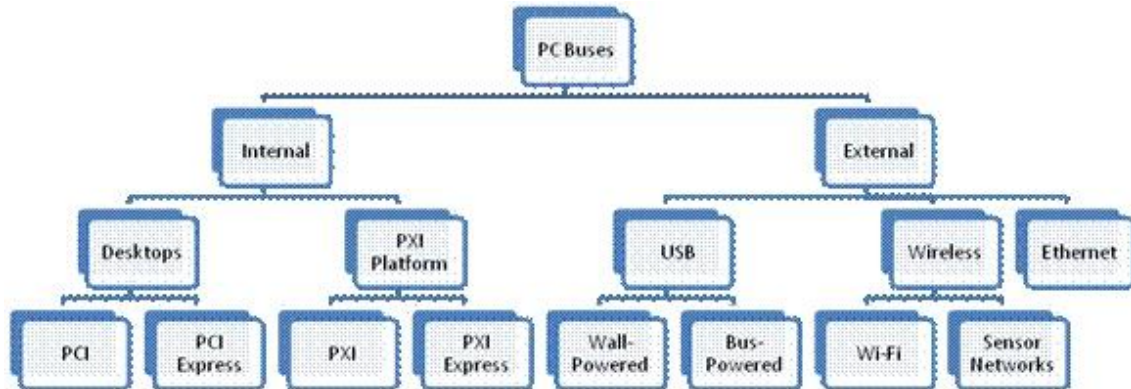 PC Buses
Internal
External
Desktops
PXI
Platform
USB
Wireless
Ethernet
PCI
PCI
Express
PXI
PXI
Express
Wall-
Powered
Bus-
Powered
Wi-Fi
Sensor
Networks